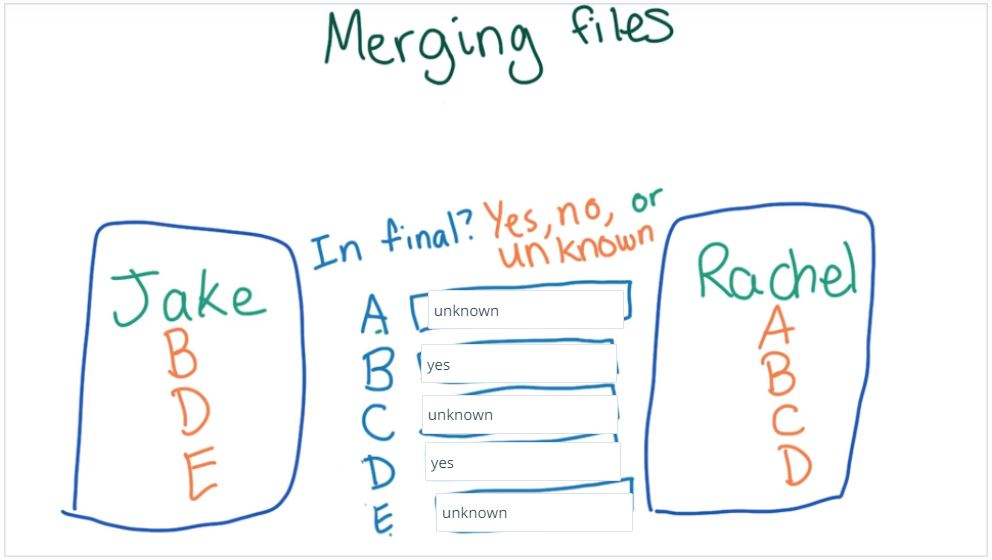 Merging files
In final? Yes, no, or
unknown
Jake
B
D
E
A unknown
B yes
C unknown
D yes
E unknown
Rachel
A
B
C
D